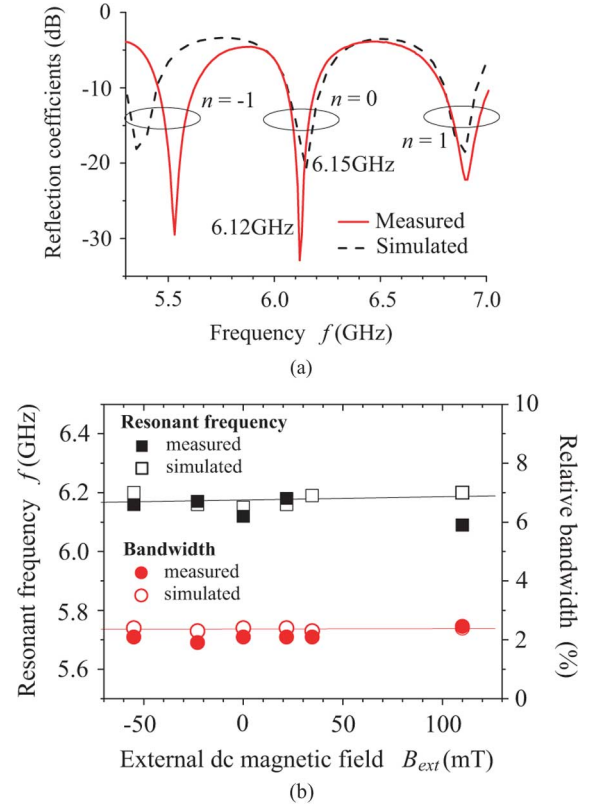 0
-10
-20
-30
Reflection coefficients (dB)
n = -1
n = 0
n = 1
6.15GHz
6.12GHz
Measured
Simulated
5.5
6.0
6.5
7.0
Frequency f (GHz)
(a)
6.4
6.2
6.0
5.8
5.6
Resonant frequency f (GHz)
10
8
6
4
2
0
Relative bandwidth (%)
Resonant frequency
measured
simulated
Bandwidth
measured
simulated
-50
0
50
100
External dc magnetic field Bext (mT)
(b)